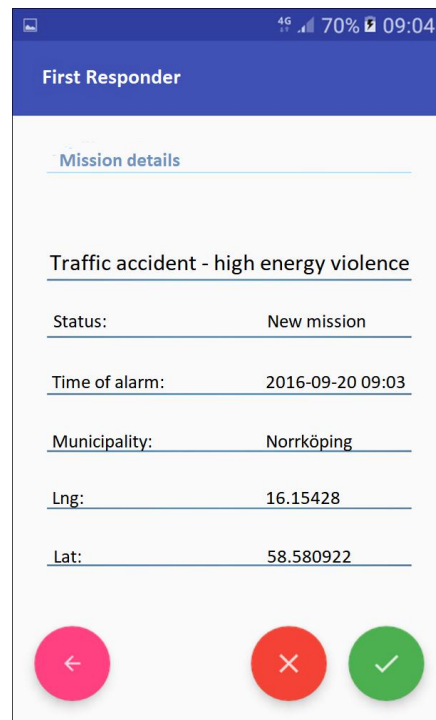 4G 70% 09:04
First Responder
Mission details
Traffic accident - high energy violence
Status: New mission
Time of alarm: 2016-09-20 09:03
Municipality: Norrköping
Lng: 16.15428
Lat: 58.580922